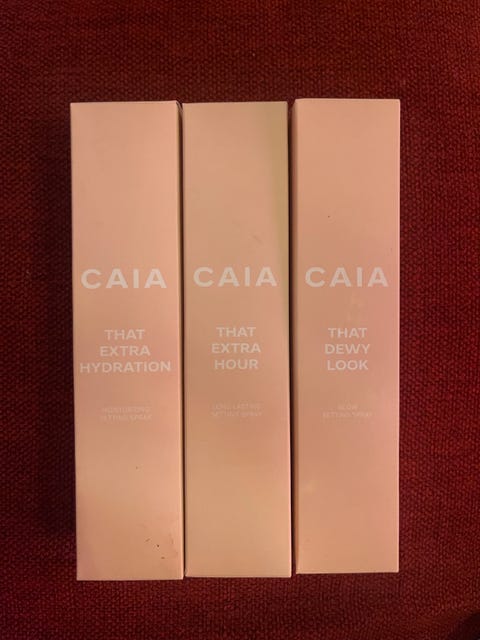 CAIA
THAT
EXTRA
HYDRATION
MOISTURIZING
SETTING SPRAY
CAIA
THAT
EXTRA
HOUR
LONG LASTING
SETTING SPRAY
CAIA
THAT
DEWY
LOOK
GLOW
SETTING SPRAY